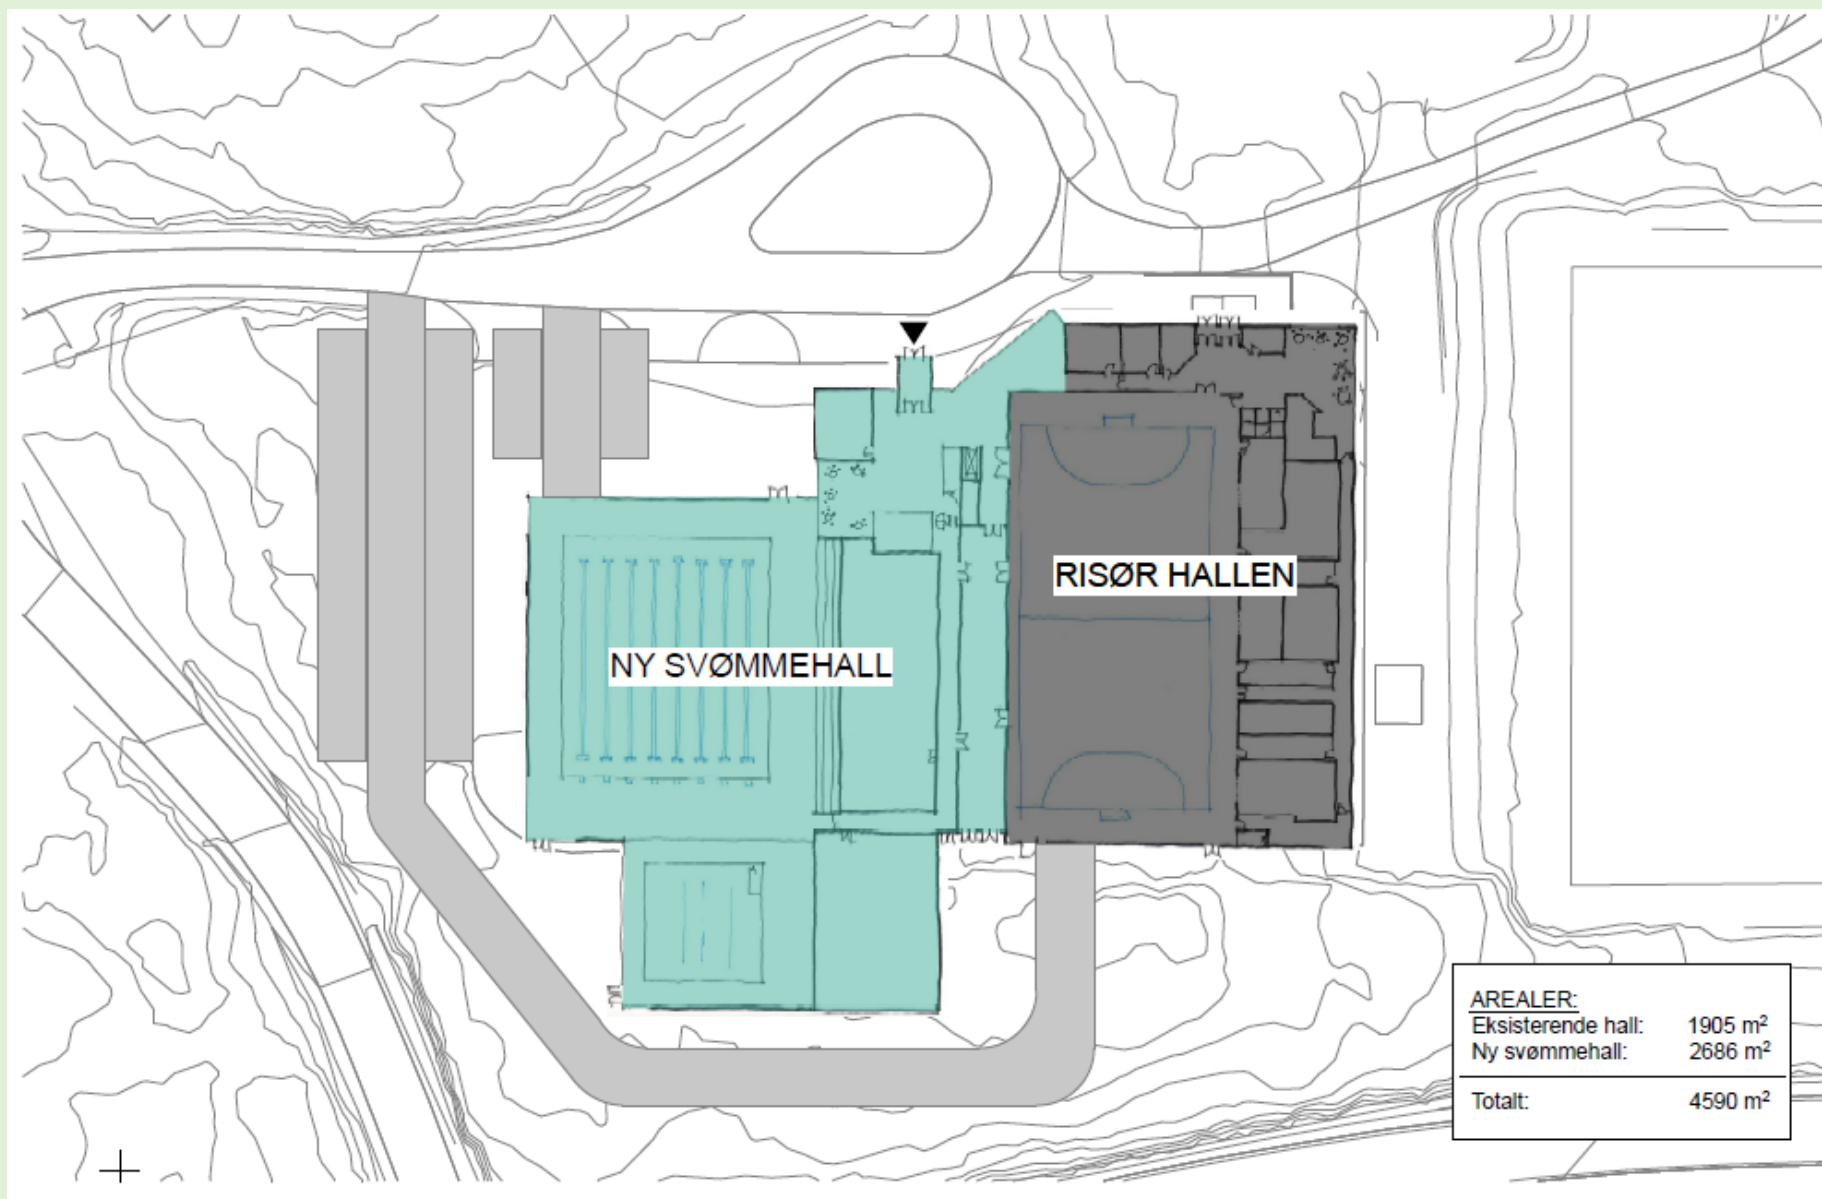 RISØR HALLEN
NY SVØMMEHALL
AREALER:
Eksisterende hall: 1905 m²
Ny svømmehall: 2686 m²
Totalt: 4590 m²